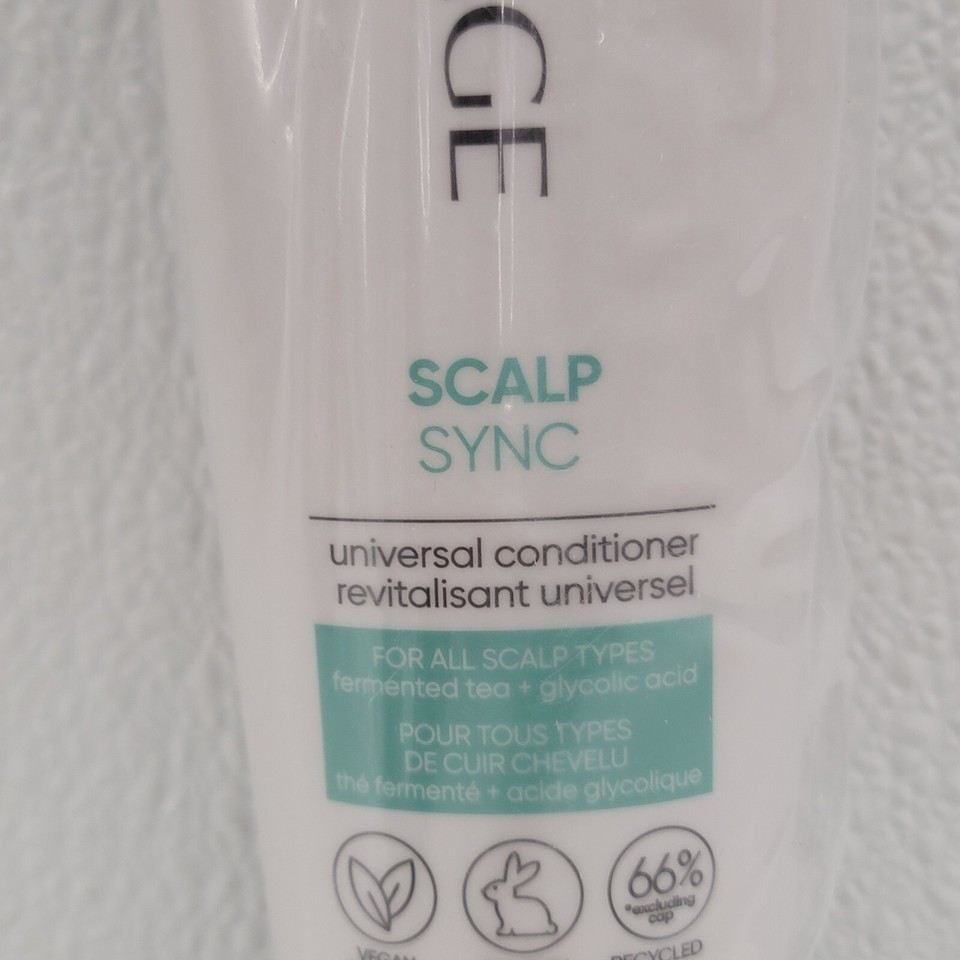 GE
SCALP
SYNC
universal conditioner
revitalisant universel
FOR ALL SCALP TYPES
fermented tea + glycolic acid
POUR TOUS TYPES
DE CUIR CHEVELU
thé fermenté + acide glycolique
66%
*excluding
cap
VEGAN
RECYCLED